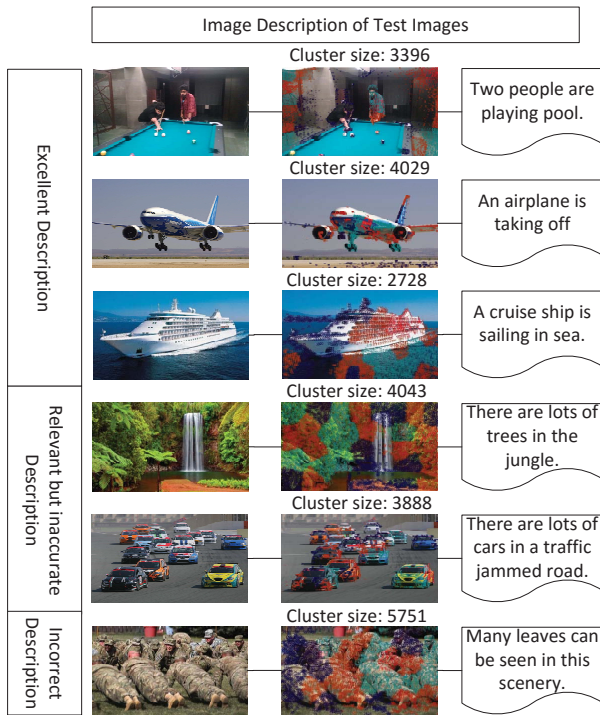 Image Description of Test Images
Excellent Description
Cluster size: 3396
Two people are
playing pool.
Cluster size: 4029
An airplane is
taking off
Cluster size: 2728
A cruise ship is
sailing in sea.
Relevant but inaccurate
Description
Cluster size: 4043
There are lots of
trees in the
jungle.
Cluster size: 3888
There are lots of
cars in a traffic
jammed road.
Incorrect
Description
Cluster size: 5751
Many leaves can
be seen in this
scenery.